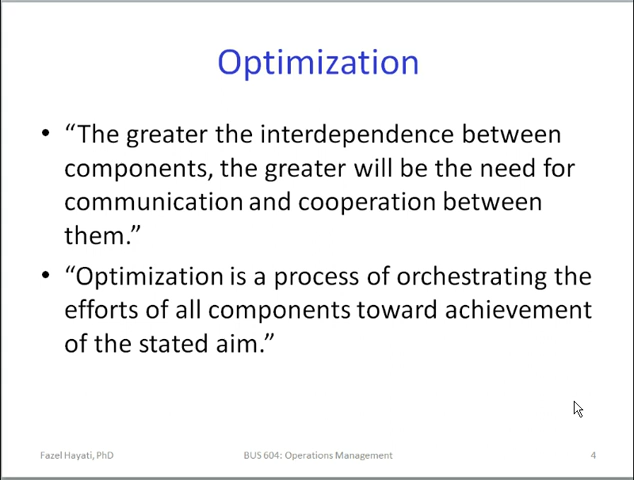 Optimization
• “The greater the interdependence between
components, the greater will be the need for
communication and cooperation between
them.”
• “Optimization is a process of orchestrating the
efforts of all components toward achievement
of the stated aim.”
Fazel Hayati, PhD
BUS 604: Operations Management
4